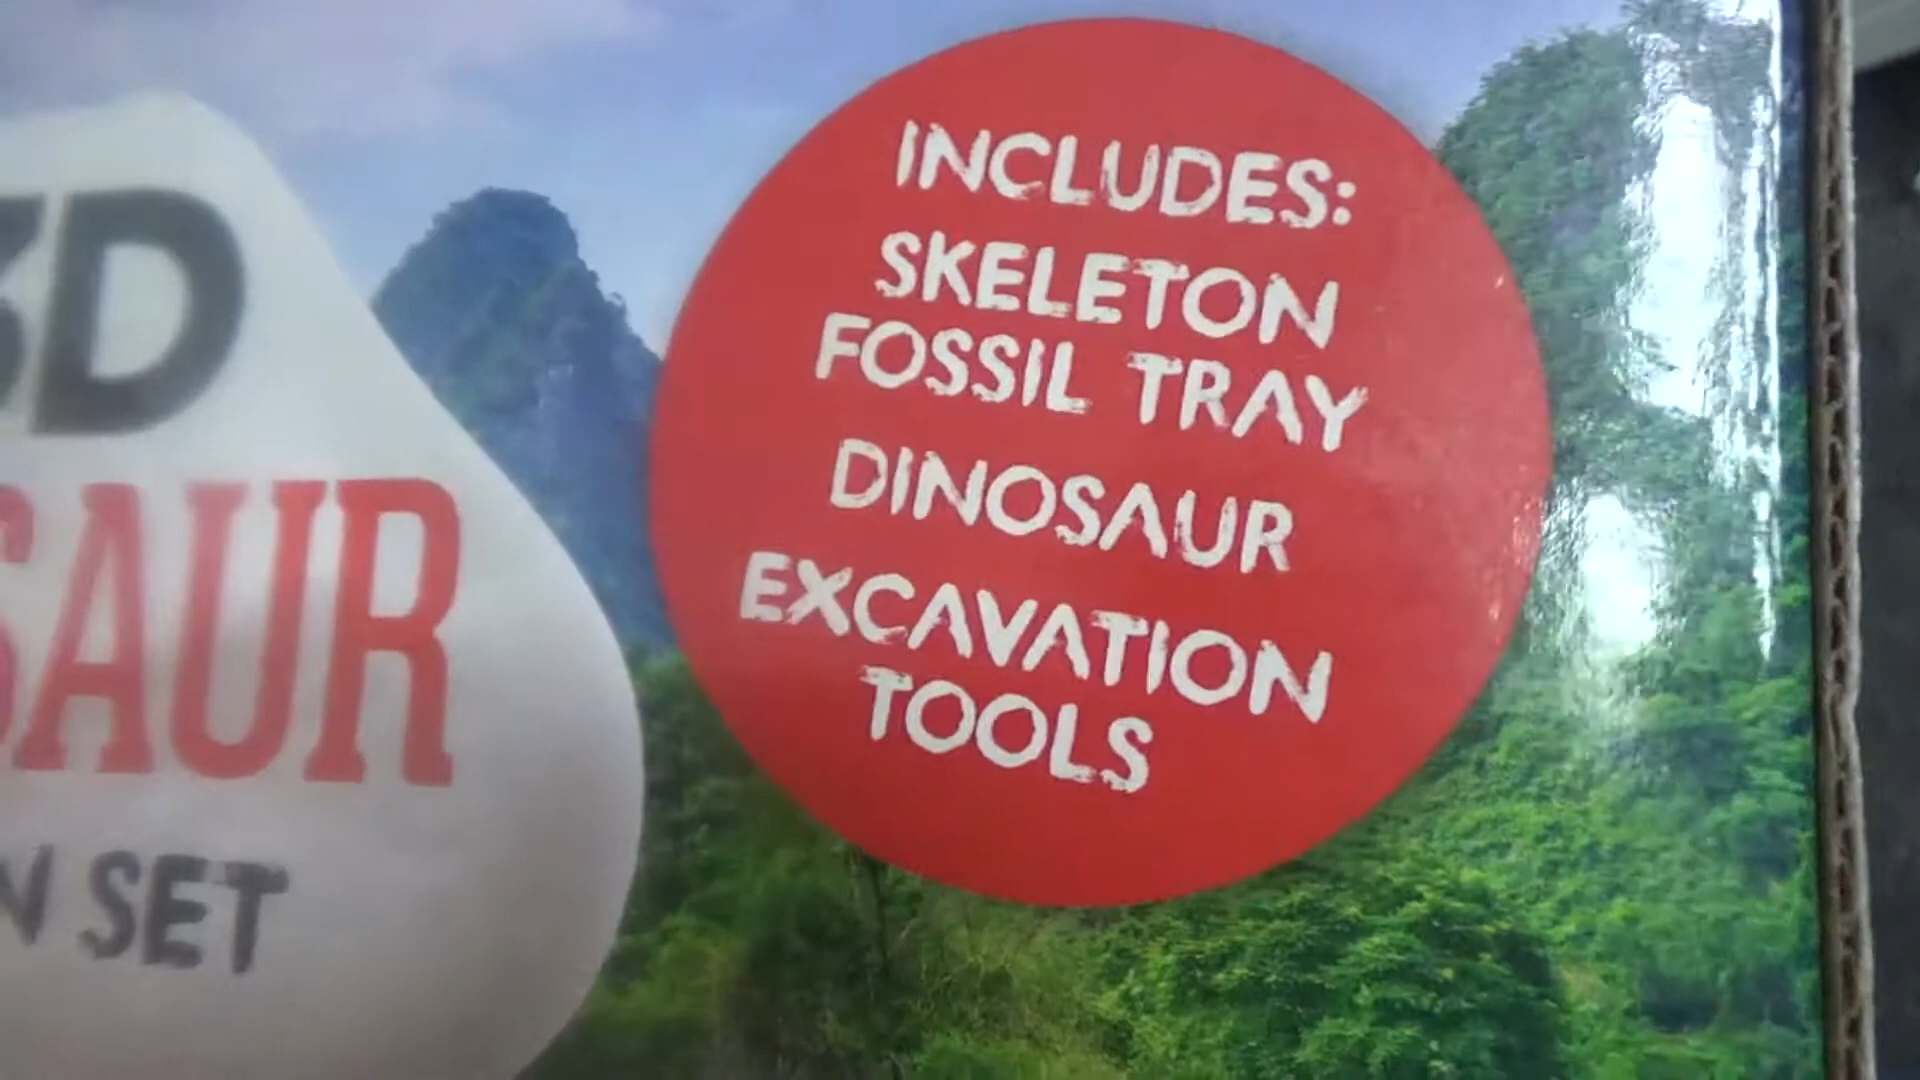 3D
SAUR
N SET
INCLUDES:
SKELETON
FOSSIL TRAY
DINOSAUR
EXCAVATION
TOOLS